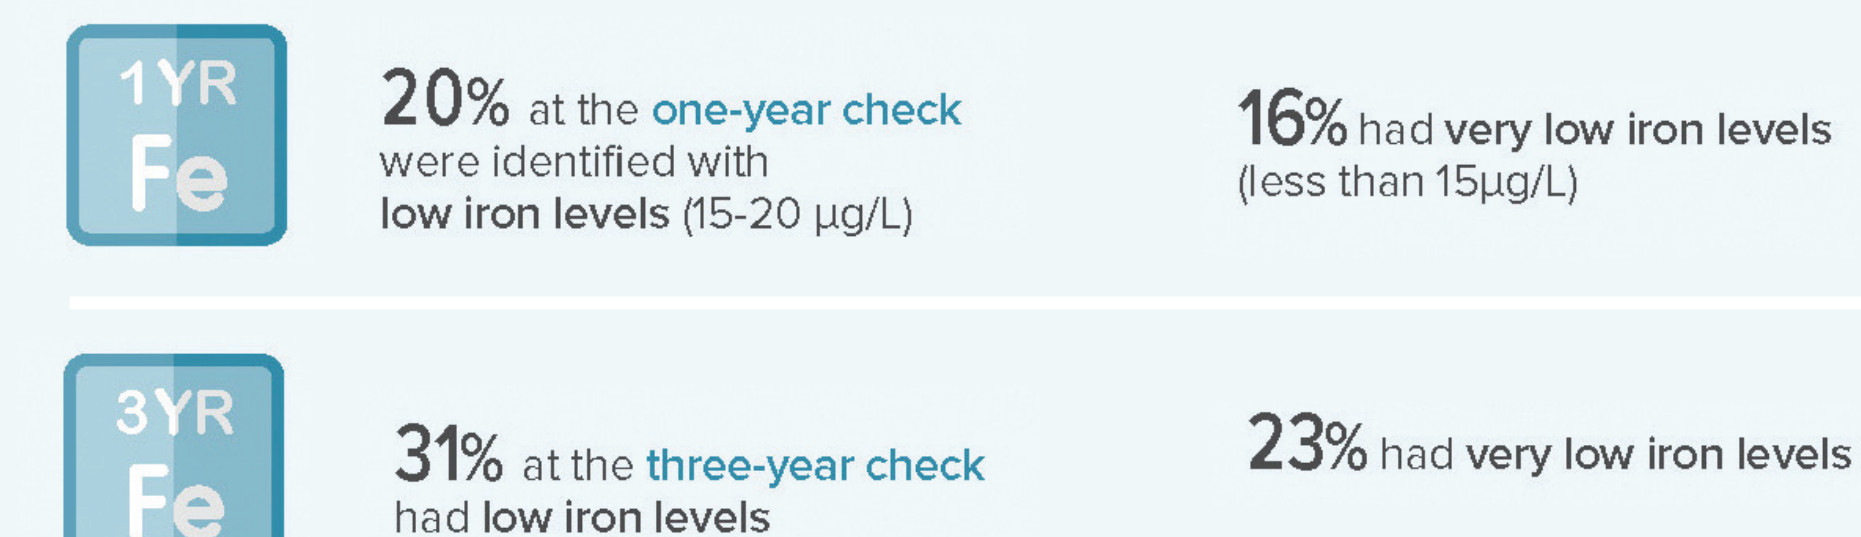 1YR
Fe
20% at the one-year check
were identified with
low iron levels (15-20 µg/L)
16% had very low iron levels
(less than 15µg/L)
3YR
Fe
31% at the three-year check
had low iron levels
23% had very low iron levels